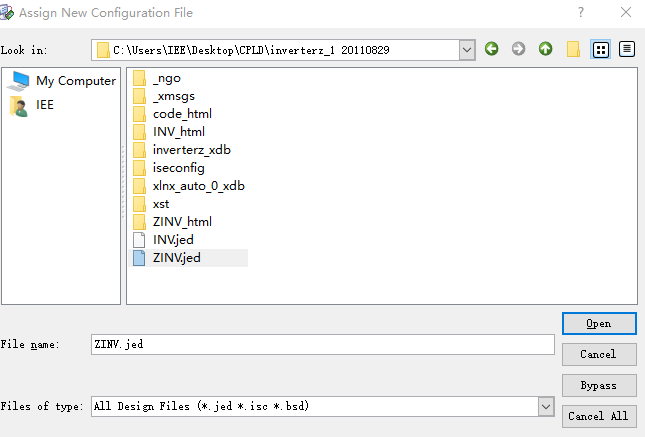 Assign New Configuration File
Look in: C:\Users\IEE\Desktop\CPLD\inverterz_1 20110829
My Computer
IEE
_ngo
_xmsgs
code_html
INV_html
inverterz_xdb
iseconfig
xlnx_auto_0_xdb
xst
ZINV_html
INV.jed
ZINV.jed
File name: ZINV.jed
Files of type: All Design Files (*.jed *.isc *.bsd)
Open
Cancel
Bypass
Cancel All